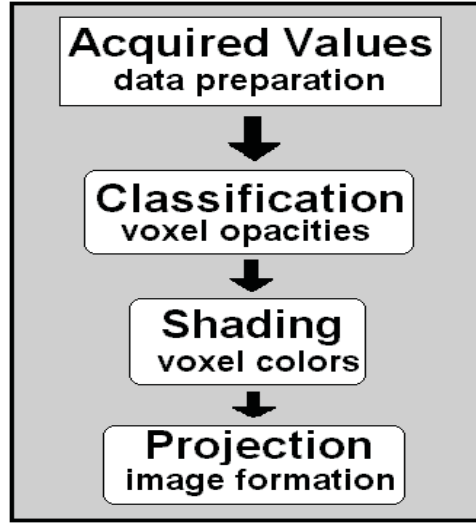 Acquired Values
data preparation
Classification
voxel opacities
Shading
voxel colors
Projection
image formation